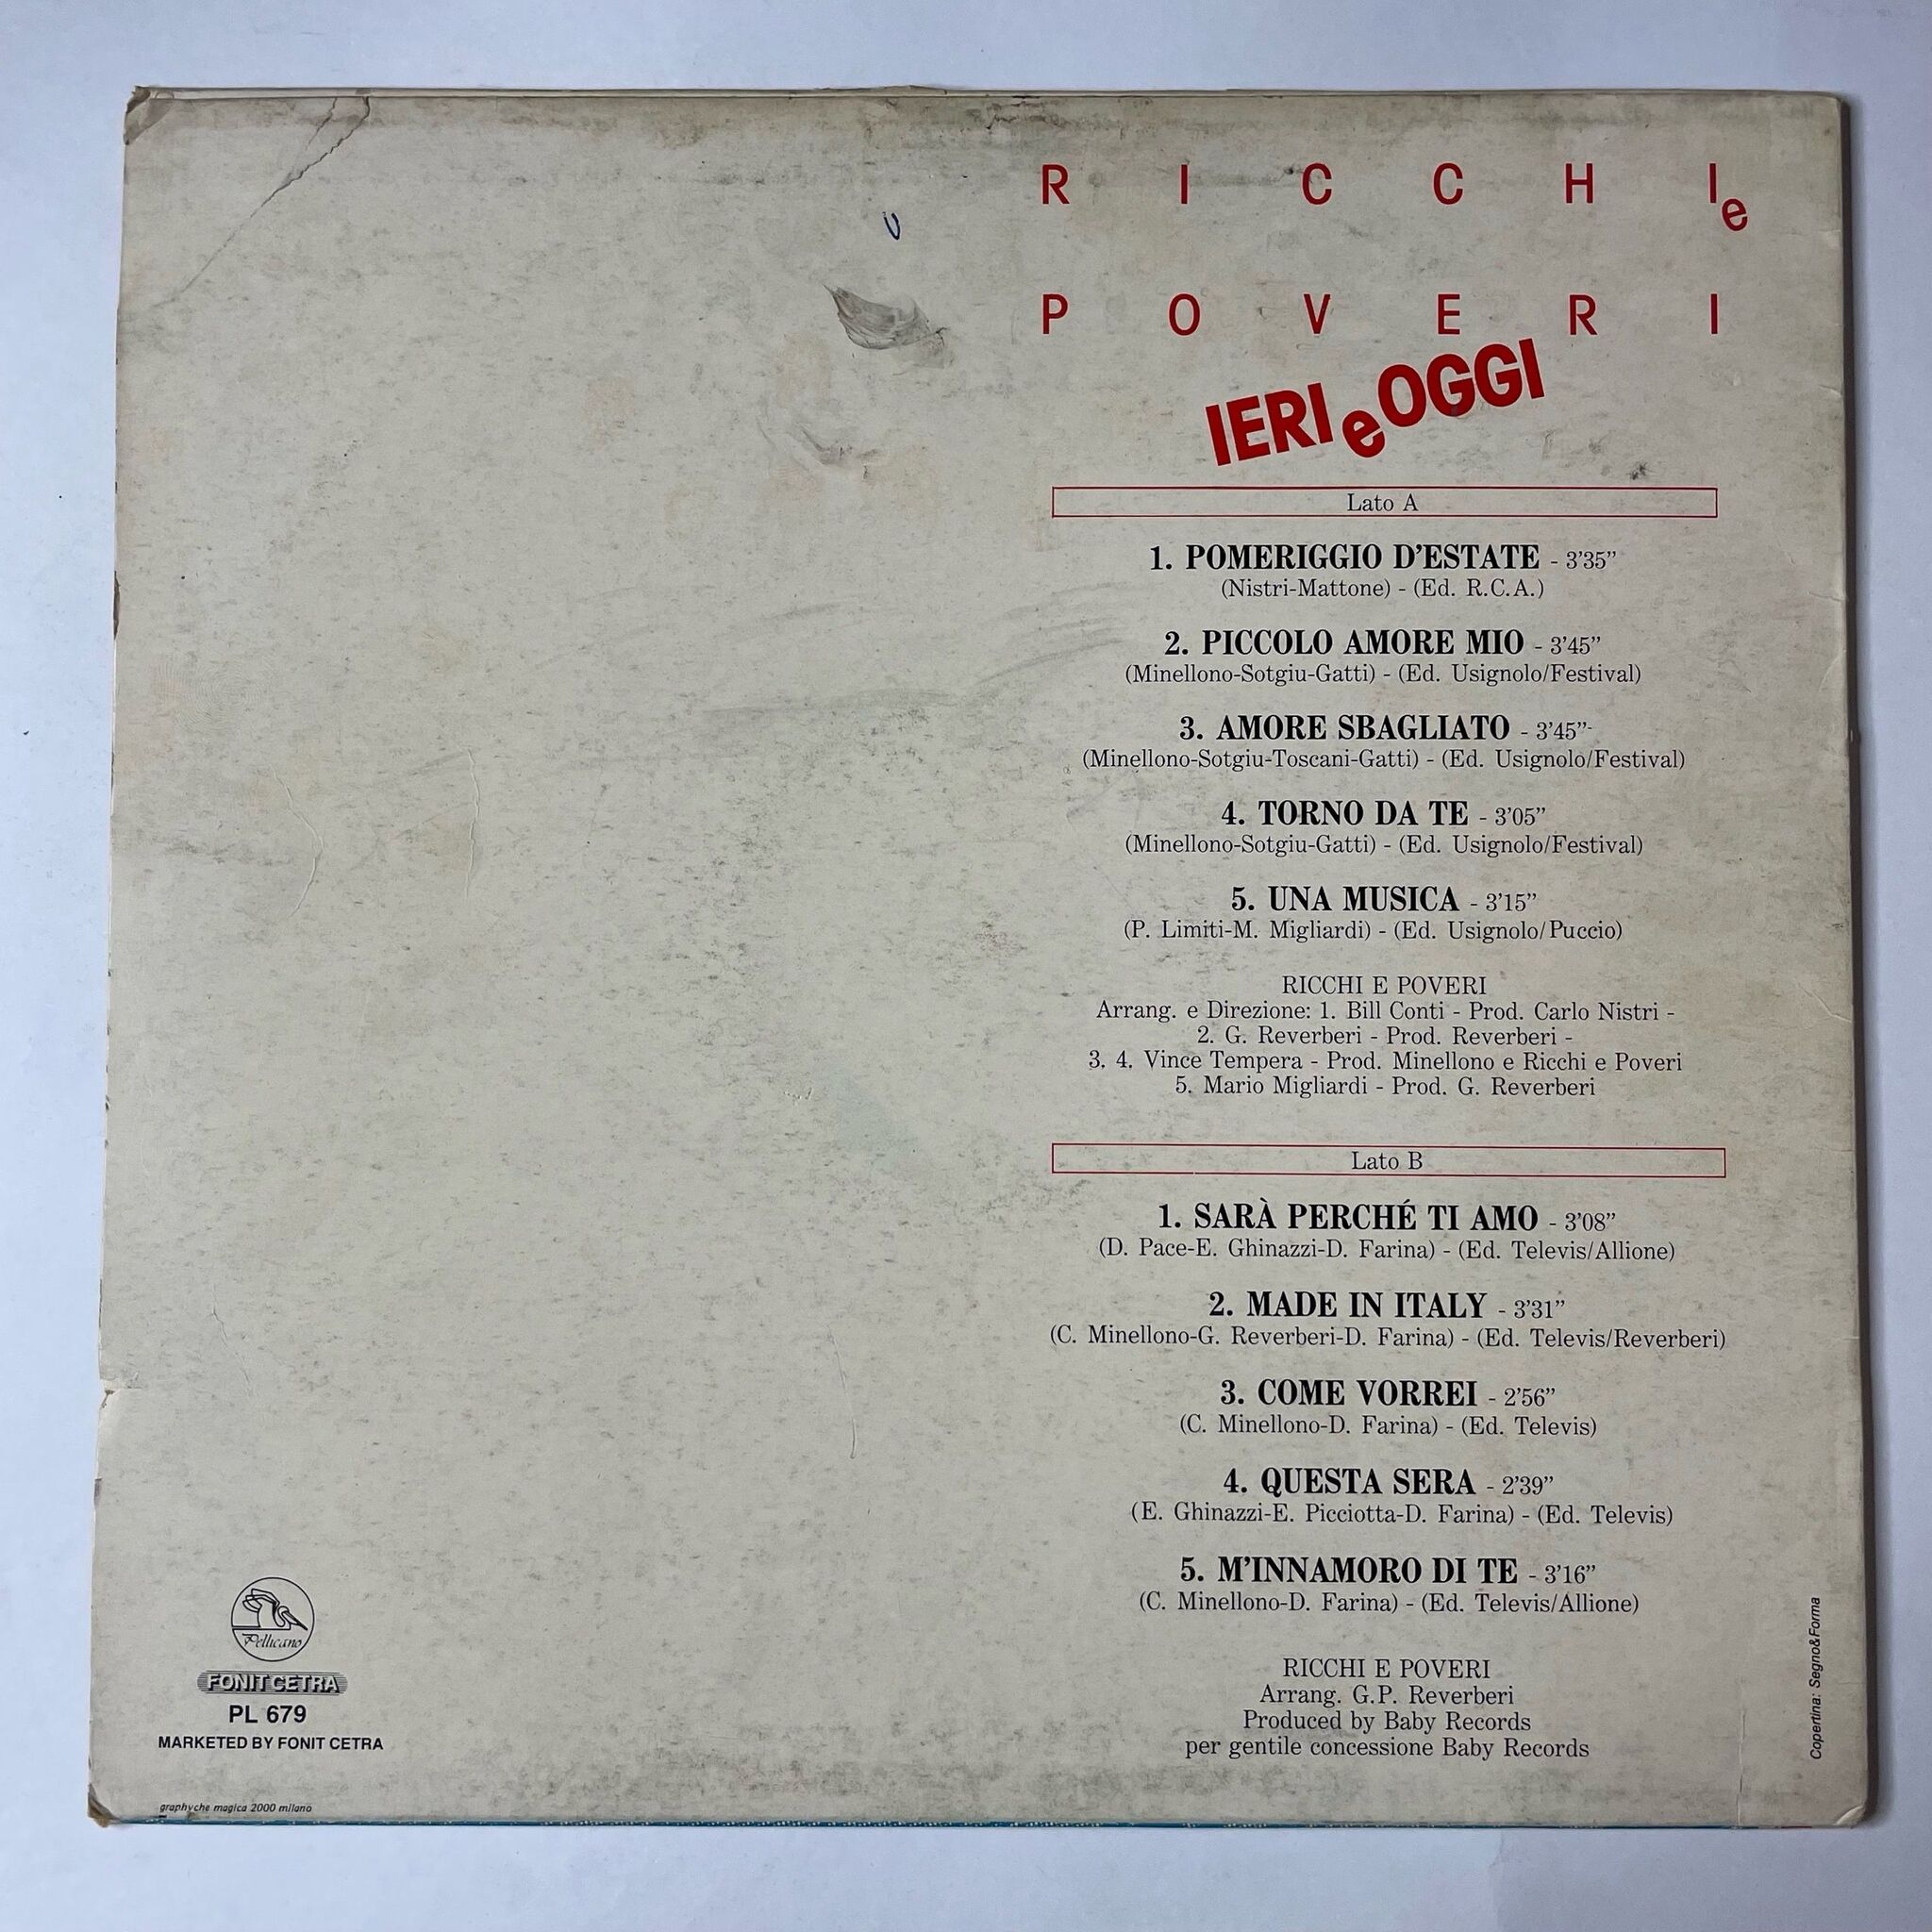 RICCHI e
POVERI
IERI e OGGI
Lato A
1. POMERIGGIO D'ESTATE - 3'35"
(Nistri-Mattone) - (Ed. R.C.A.)
2. PICCOLO AMORE MIO - 3'45"
(Minellono-Sotgiu-Gatti) - (Ed. Usignolo/Festival)
3. AMORE SBAGLIATO - 3'45"-
(Minellono-Sotgiu-Toscani-Gatti) - (Ed. Usignolo/Festival)
4. TORNO DA TE - 3'05"
(Minellono-Sotgiu-Gatti) - (Ed. Usignolo/Festival)
5. UNA MUSICA - 3'15"
(P. Limiti-M. Migliardi) - (Ed. Usignolo/Puccio)
RICCHI E POVERI
Arrang. e Direzione: 1. Bill Conti - Prod. Carlo Nistri -
2. G. Reverberi - Prod. Reverberi -
3. 4. Vince Tempera - Prod. Minellono e Ricchi e Poveri
5. Mario Migliardi - Prod. G. Reverberi
Lato B
1. SARÀ PERCHÉ TI AMO - 3'08"
(D. Pace-E. Ghinazzi-D. Farina) - (Ed. Televis/Allione)
2. MADE IN ITALY - 3'31"
(C. Minellono-G. Reverberi-D. Farina) - (Ed. Televis/Reverberi)
3. COME VORREI - 2'56"
(C. Minellono-D. Farina) - (Ed. Televis)
4. QUESTA SERA - 2'39"
(E. Ghinazzi-E. Picciotta-D. Farina) - (Ed. Televis)
5. M'INNAMORO DI TE - 3'16"
(C. Minellono-D. Farina) - (Ed. Televis/Allione)
RICCHI E POVERI
Arrang. G.P. Reverberi
Produced by Baby Records
per gentile concessione Baby Records
Pellicano
FONIT CETRA
PL 679
MARKETED BY FONIT CETRA
graphyche magica 2000 milano
Copertina: Segno&Forma